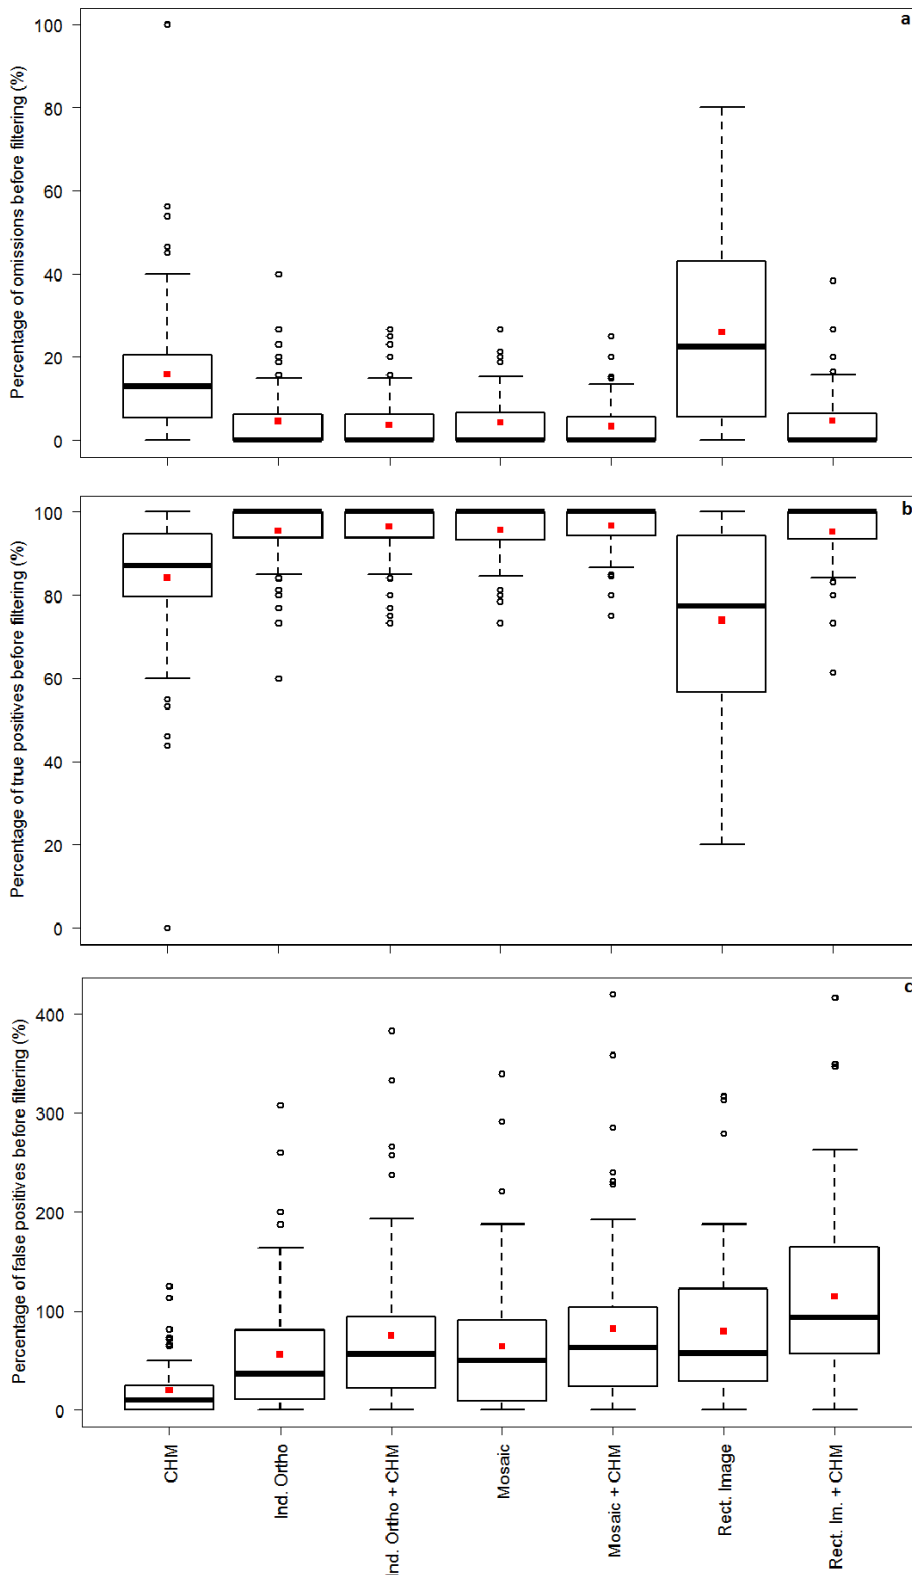 a
Percentage of omissions before filtering (%)
100
80
60
40
20
0
b
Percentage of true positives before filtering (%)
100
80
60
40
20
0
c
Percentage of false positives before filtering (%)
400
300
200
100
0
CHM
Ind. Ortho
Ind. Ortho + CHM
Mosaic
Mosaic + CHM
Rect. Image
Rect. Im. + CHM